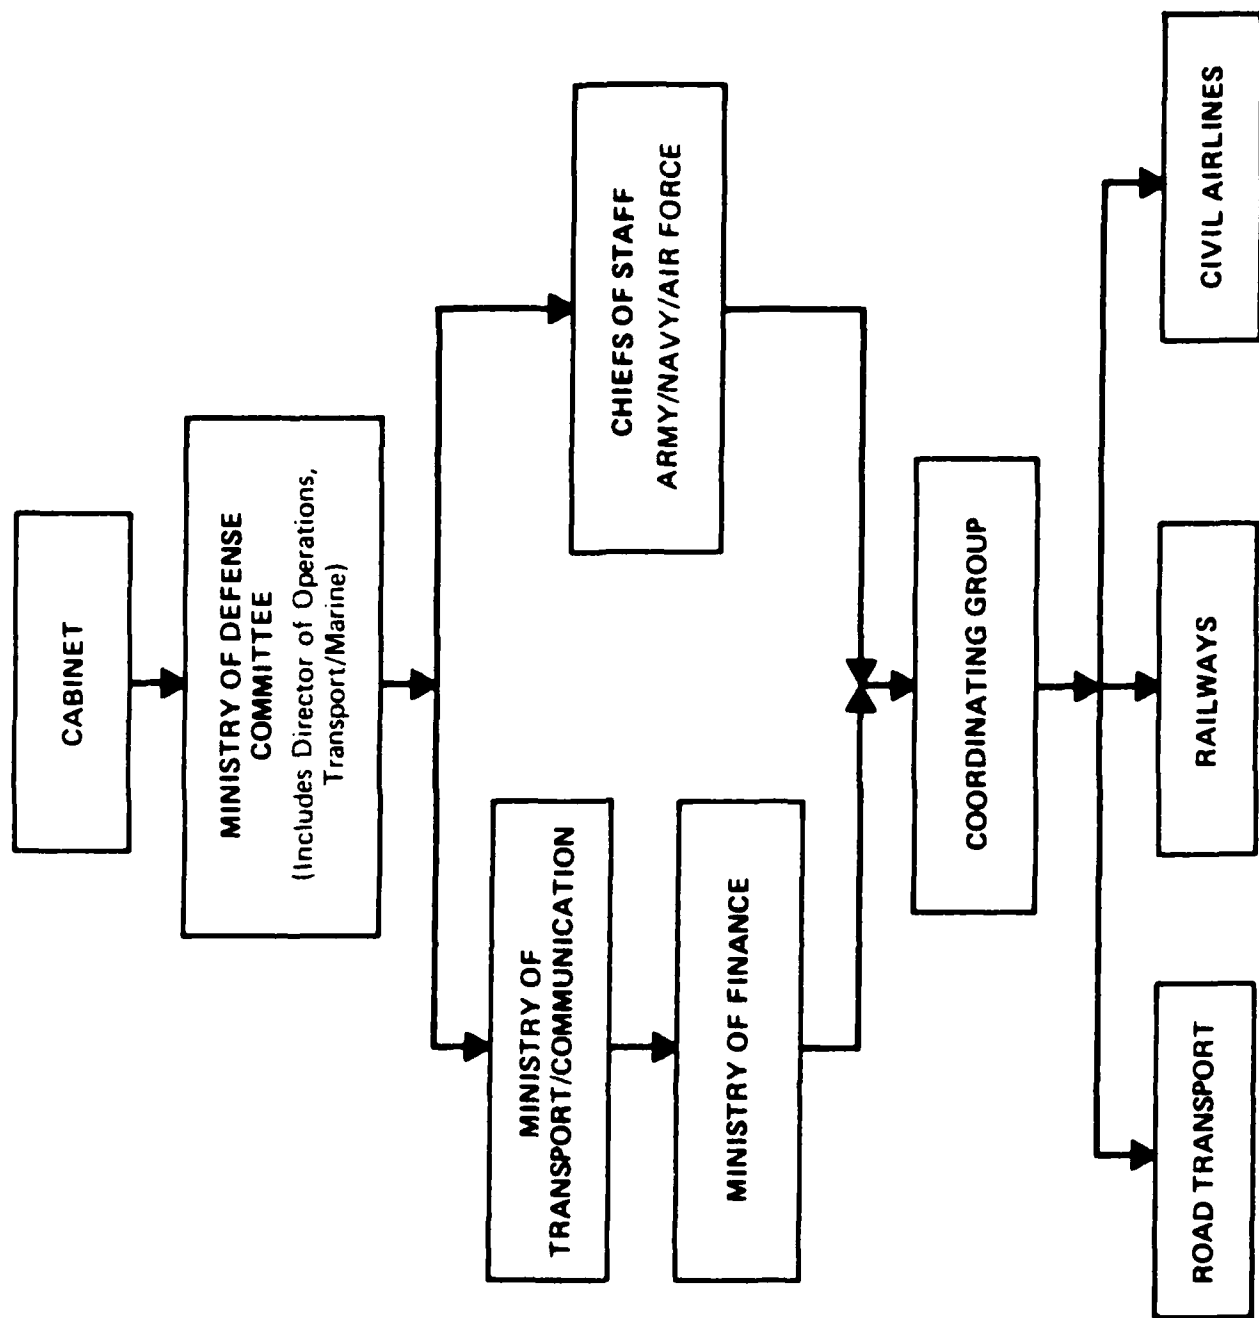 CABINET
MINISTRY OF DEFENSE
COMMITTEE
(Includes Director of Operations,
Transport/Marine)
MINISTRY OF
TRANSPORT/COMMUNICATION
CHIEFS OF STAFF
ARMY/NAVY/AIR FORCE
MINISTRY OF FINANCE
COORDINATING GROUP
ROAD TRANSPORT
RAILWAYS
CIVIL AIRLINES